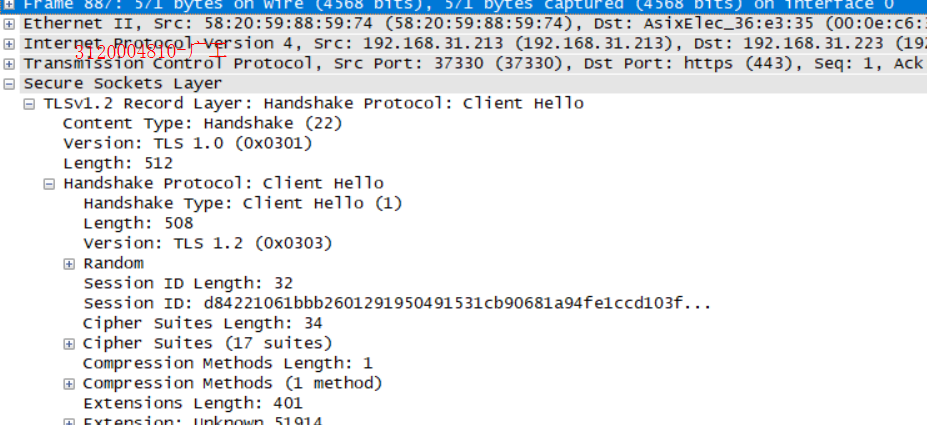 Frame 887: 571 bytes on wire (4568 bits), 571 bytes captured (4568 bits) on interface 0
Ethernet II, Src: 58:20:59:88:59:74 (58:20:59:88:59:74), Dst: AsixElec_36:e3:35 (00:0e:c6:3
Internet Protocol Version 4, Src: 192.168.31.213 (192.168.31.213), Dst: 192.168.31.223 (192
3120004810
Transmission Control Protocol, Src Port: 37330 (37330), Dst Port: https (443), Seq: 1, Ack
Secure Sockets Layer
TLSv1.2 Record Layer: Handshake Protocol: Client Hello
Content Type: Handshake (22)
Version: TLS 1.0 (0x0301)
Length: 512
Handshake Protocol: Client Hello
Handshake Type: Client Hello (1)
Length: 508
Version: TLS 1.2 (0x0303)
Random
Session ID Length: 32
Session ID: d84221061bbb2601291950491531cb90681a94fe1ccd103f...
Cipher Suites Length: 34
Cipher Suites (17 suites)
Compression Methods Length: 1
Compression Methods (1 method)
Extensions Length: 401
Extension: Unknown 51914